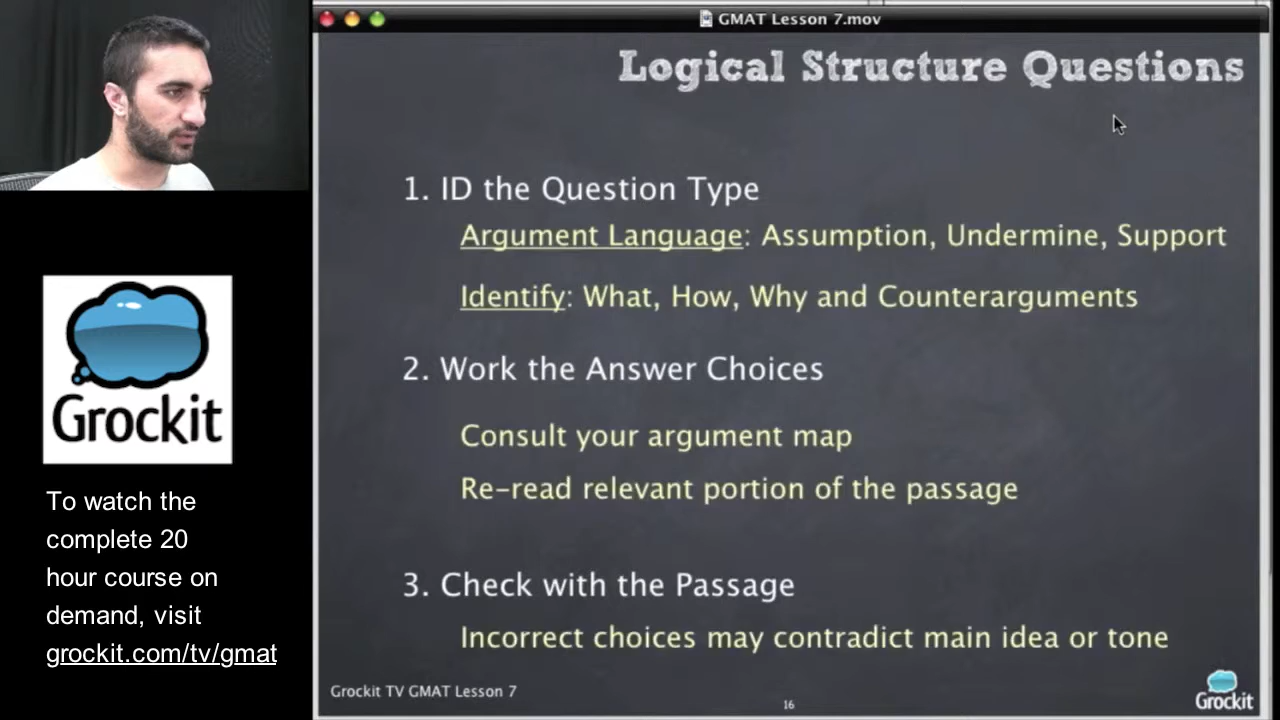 GMAT Lesson 7.mov
Logical Structure Questions
1. ID the Question Type
Argument Language: Assumption, Undermine, Support
Identify: What, How, Why and Counterarguments
2. Work the Answer Choices
Consult your argument map
Re-read relevant portion of the passage
3. Check with the Passage
Incorrect choices may contradict main idea or tone
Grockit TV GMAT Lesson 7
16
Grockit
Grockit
To watch the
complete 20
hour course on
demand, visit
grockit.com/tv/gmat